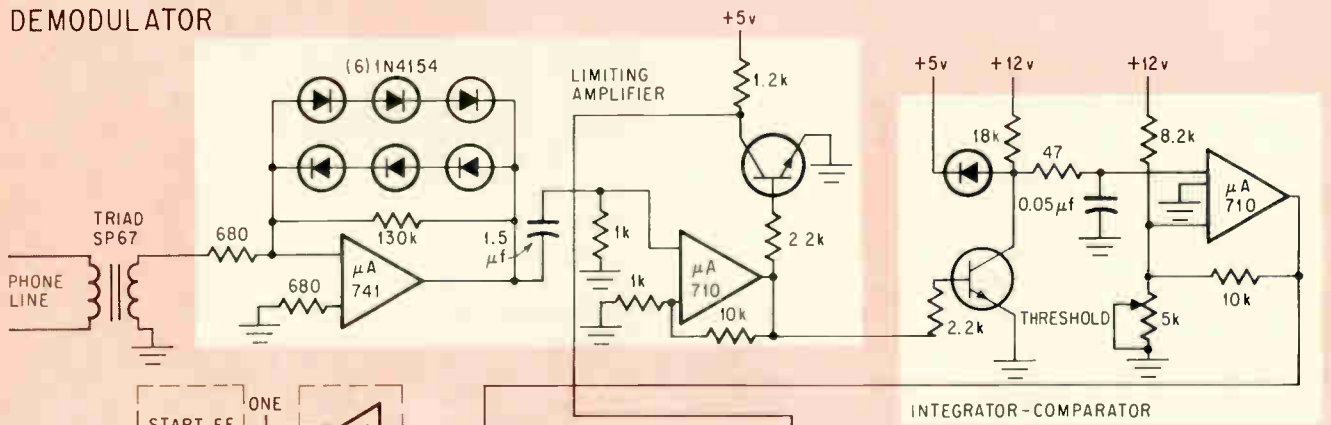 DEMODULATOR
(6) 1N4154
TRIAD
SP67
PHONE
LINE
680
680
130k
μA
741
1.5
μf
LIMITING
AMPLIFIER
+5v
1.2k
1k
1k
μA
710
10k
2.2k
+5v
+12v
+12v
18k
47
8.2k
0.05μf
μA
710
2.2k
THRESHOLD
5k
10k
INTEGRATOR-COMPARATOR
ONE
START FF